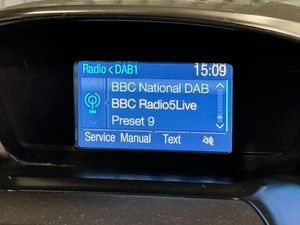 Radio < DAB1
15:09
BBC National DAB
BBC Radio5Live
Preset 9
Service Manual Text